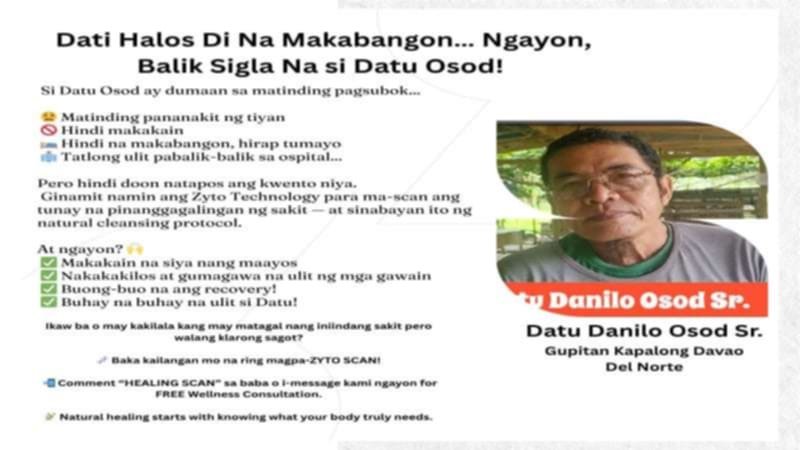 Dati Halos Di Na Makabangon... Ngayon,
Balik Sigla Na si Datu Osod!
Si Datu Osod ay dumaan sa matinding pagsubok...
😫 Matinding pananakit ng tiyan
🚫 Hindi makakain
🛌 Hindi na makabangon, hirap tumayo
🏥 Tatlong ulit pabalik-balik sa ospital...
Pero hindi doon natapos ang kwento niya.
Ginamit namin ang Zyto Technology para ma-scan ang
tunay na pinanggagalingan ng sakit — at sinabayan ito ng
natural cleansing protocol.
At ngayon? 🙌
✅ Makakain na siya nang maayos
✅ Nakakakilos at gumagawa na ulit ng mga gawain
✅ Buong-buo na ang recovery!
✅ Buhay na buhay na ulit si Datu!
Ikaw ba o may kakilala kang may matagal nang iniindang sakit pero
walang klarong sagot?
Baka kailangan mo na ring magpa-ZYTO SCAN!
📲 Comment “HEALING SCAN” sa baba o i-message kami ngayon for
FREE Wellness Consultation.
🌿 Natural healing starts with knowing what your body truly needs.
tu Danilo Osod Sr.
Datu Danilo Osod Sr.
Gupitan Kapalong Davao
Del Norte